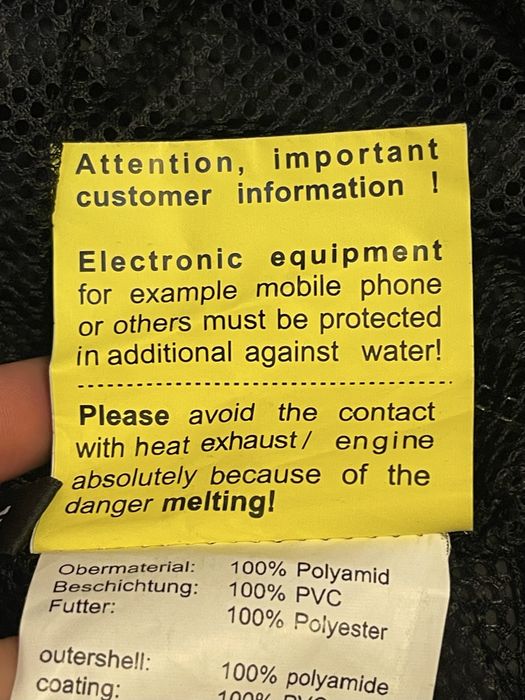 Attention, important
customer information !
Electronic equipment
for example mobile phone
or others must be protected
in additional against water!
Please avoid the contact
with heat exhaust/ engine
absolutely because of the
danger melting!
Obermaterial: 100% Polyamid
Beschichtung: 100% PVC
Futter: 100% Polyester
outershell: 100% polyamide
coating: 100% PVC